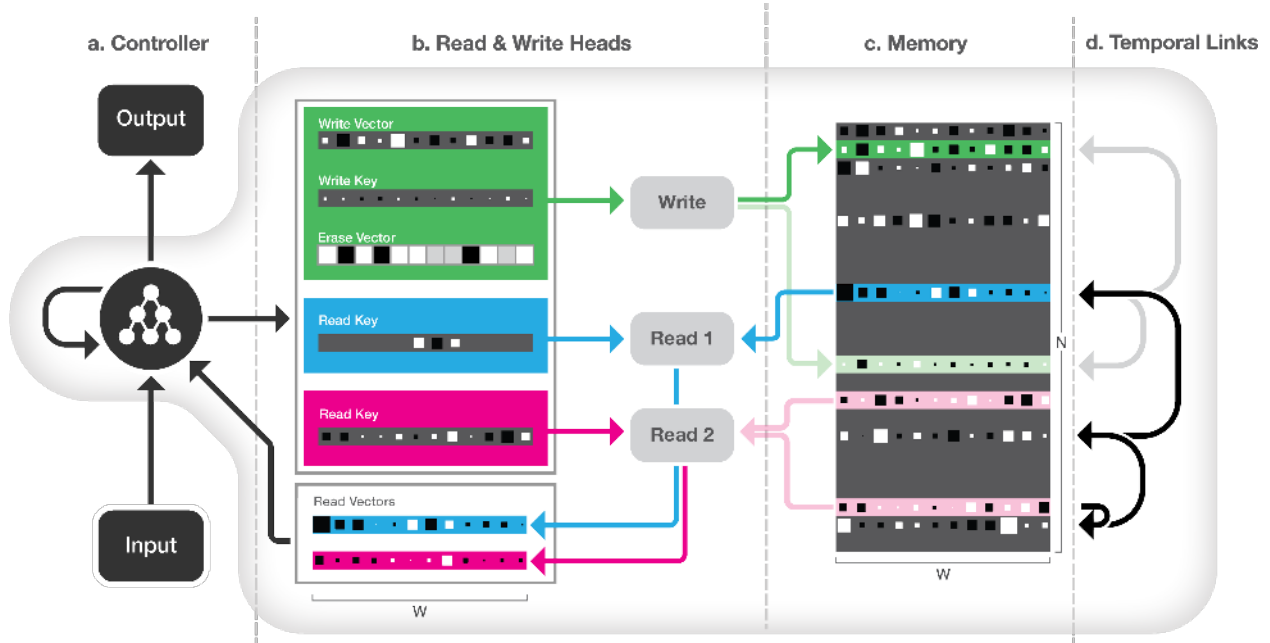 a. Controller
b. Read & Write Heads
c. Memory
d. Temporal Links
Output
Input
Write Vector
Write Key
Erase Vector
Read Key
Read Key
Read Vectors
W
Write
Read 1
Read 2
N
W